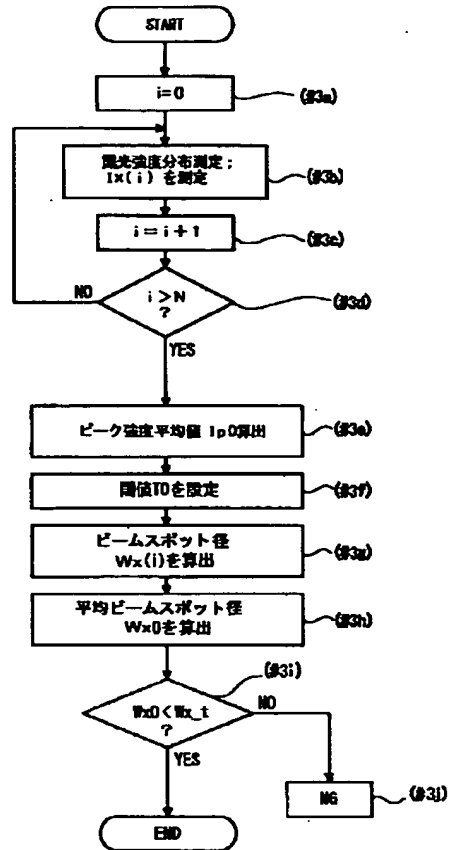 START
i=0
(#3a)
露光強度分布測定;
Ix(i) を測定
(#3b)
i=i+1
(#3c)
i>N
?
NO
(#3d)
YES
ピーク強度平均値 Ip0算出
(#3e)
閾値T0を設定
(#3f)
ビームスポット径
Wx(i)を算出
(#3g)
平均ビームスポット径
Wx0を算出
(#3h)
(#3i)
Wx0<Wx_t
?
NO
YES
NG
(#3j)
END